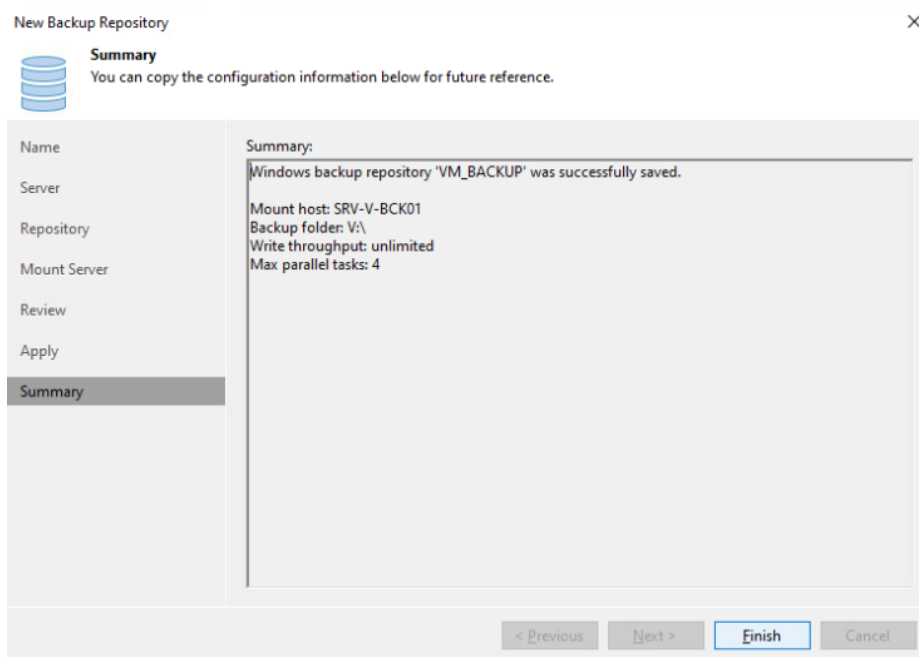 New Backup Repository
Summary
You can copy the configuration information below for future reference.
Name
Server
Repository
Mount Server
Review
Apply
Summary
Summary:
Windows backup repository 'VM_BACKUP' was successfully saved.
Mount host: SRV-V-BCK01
Backup folder: V:\
Write throughput: unlimited
Max parallel tasks: 4
< Previous
Next >
Finish
Cancel